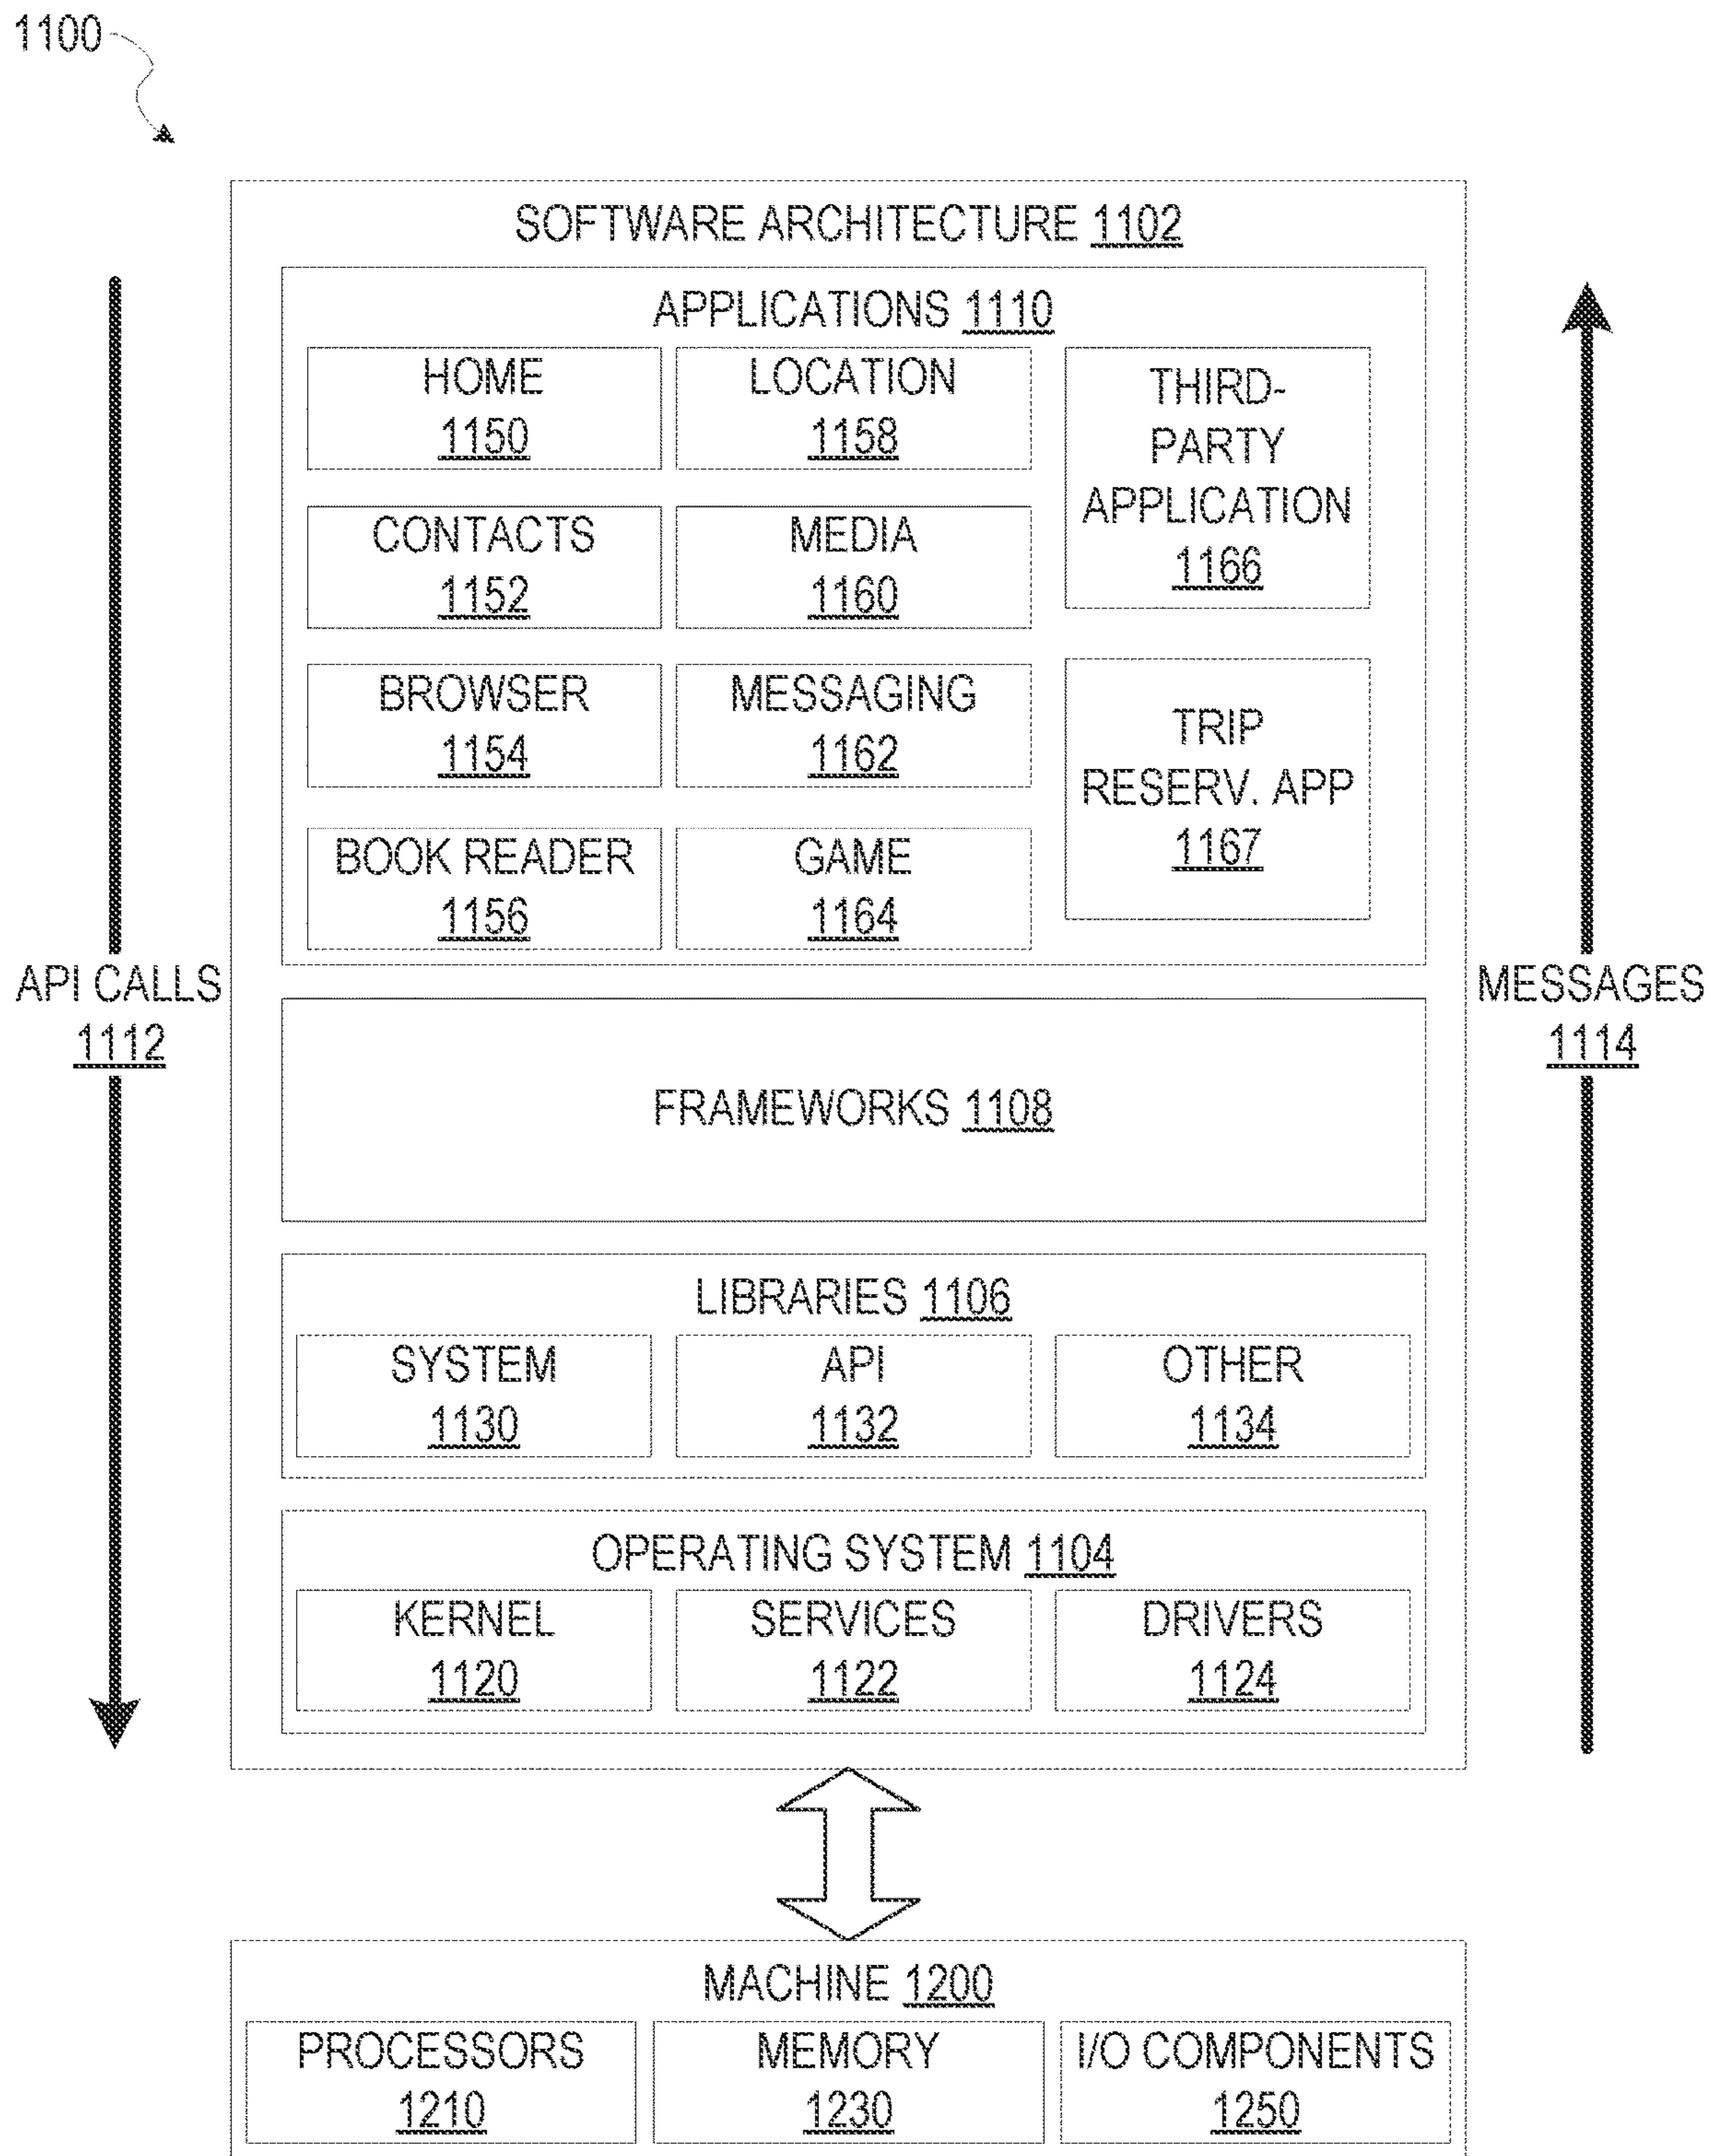 1100
SOFTWARE ARCHITECTURE 1102
APPLICATIONS 1110
HOME
1150
LOCATION
1158
THIRD-
PARTY
APPLICATION
1166
CONTACTS
1152
MEDIA
1160
BROWSER
1154
MESSAGING
1162
TRIP
RESERV. APP
1167
BOOK READER
1156
GAME
1164
API CALLS
1112
MESSAGES
1114
FRAMEWORKS 1108
LIBRARIES 1106
SYSTEM
1130
API
1132
OTHER
1134
OPERATING SYSTEM 1104
KERNEL
1120
SERVICES
1122
DRIVERS
1124
MACHINE 1200
PROCESSORS
1210
MEMORY
1230
I/O COMPONENTS
1250